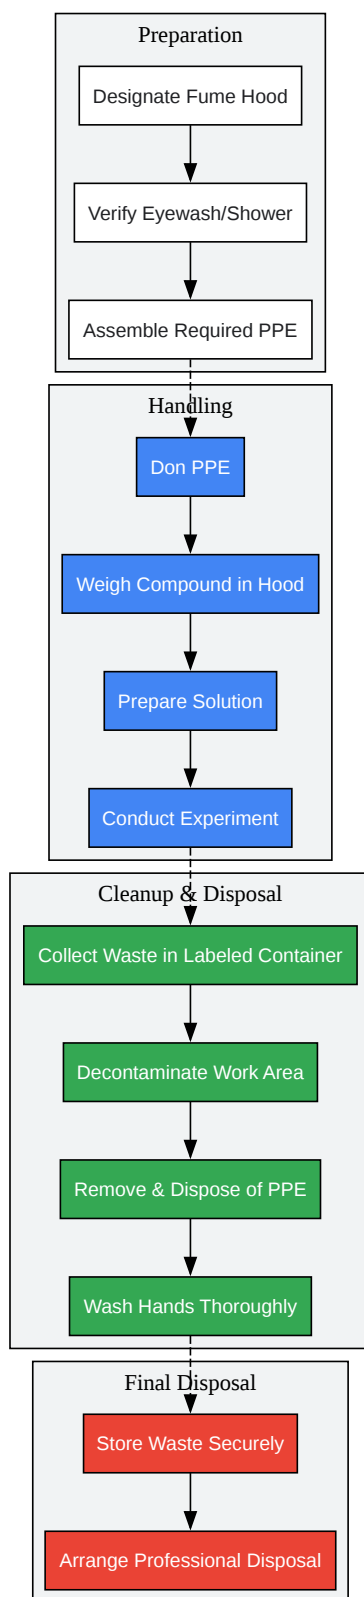 Preparation
Designate Fume Hood
Verify Eyewash/Shower
Assemble Required PPE
Handling
Don PPE
Weigh Compound in Hood
Prepare Solution
Conduct Experiment
Cleanup & Disposal
Collect Waste in Labeled Container
Decontaminate Work Area
Remove & Dispose of PPE
Wash Hands Thoroughly
Final Disposal
Store Waste Securely
Arrange Professional Disposal